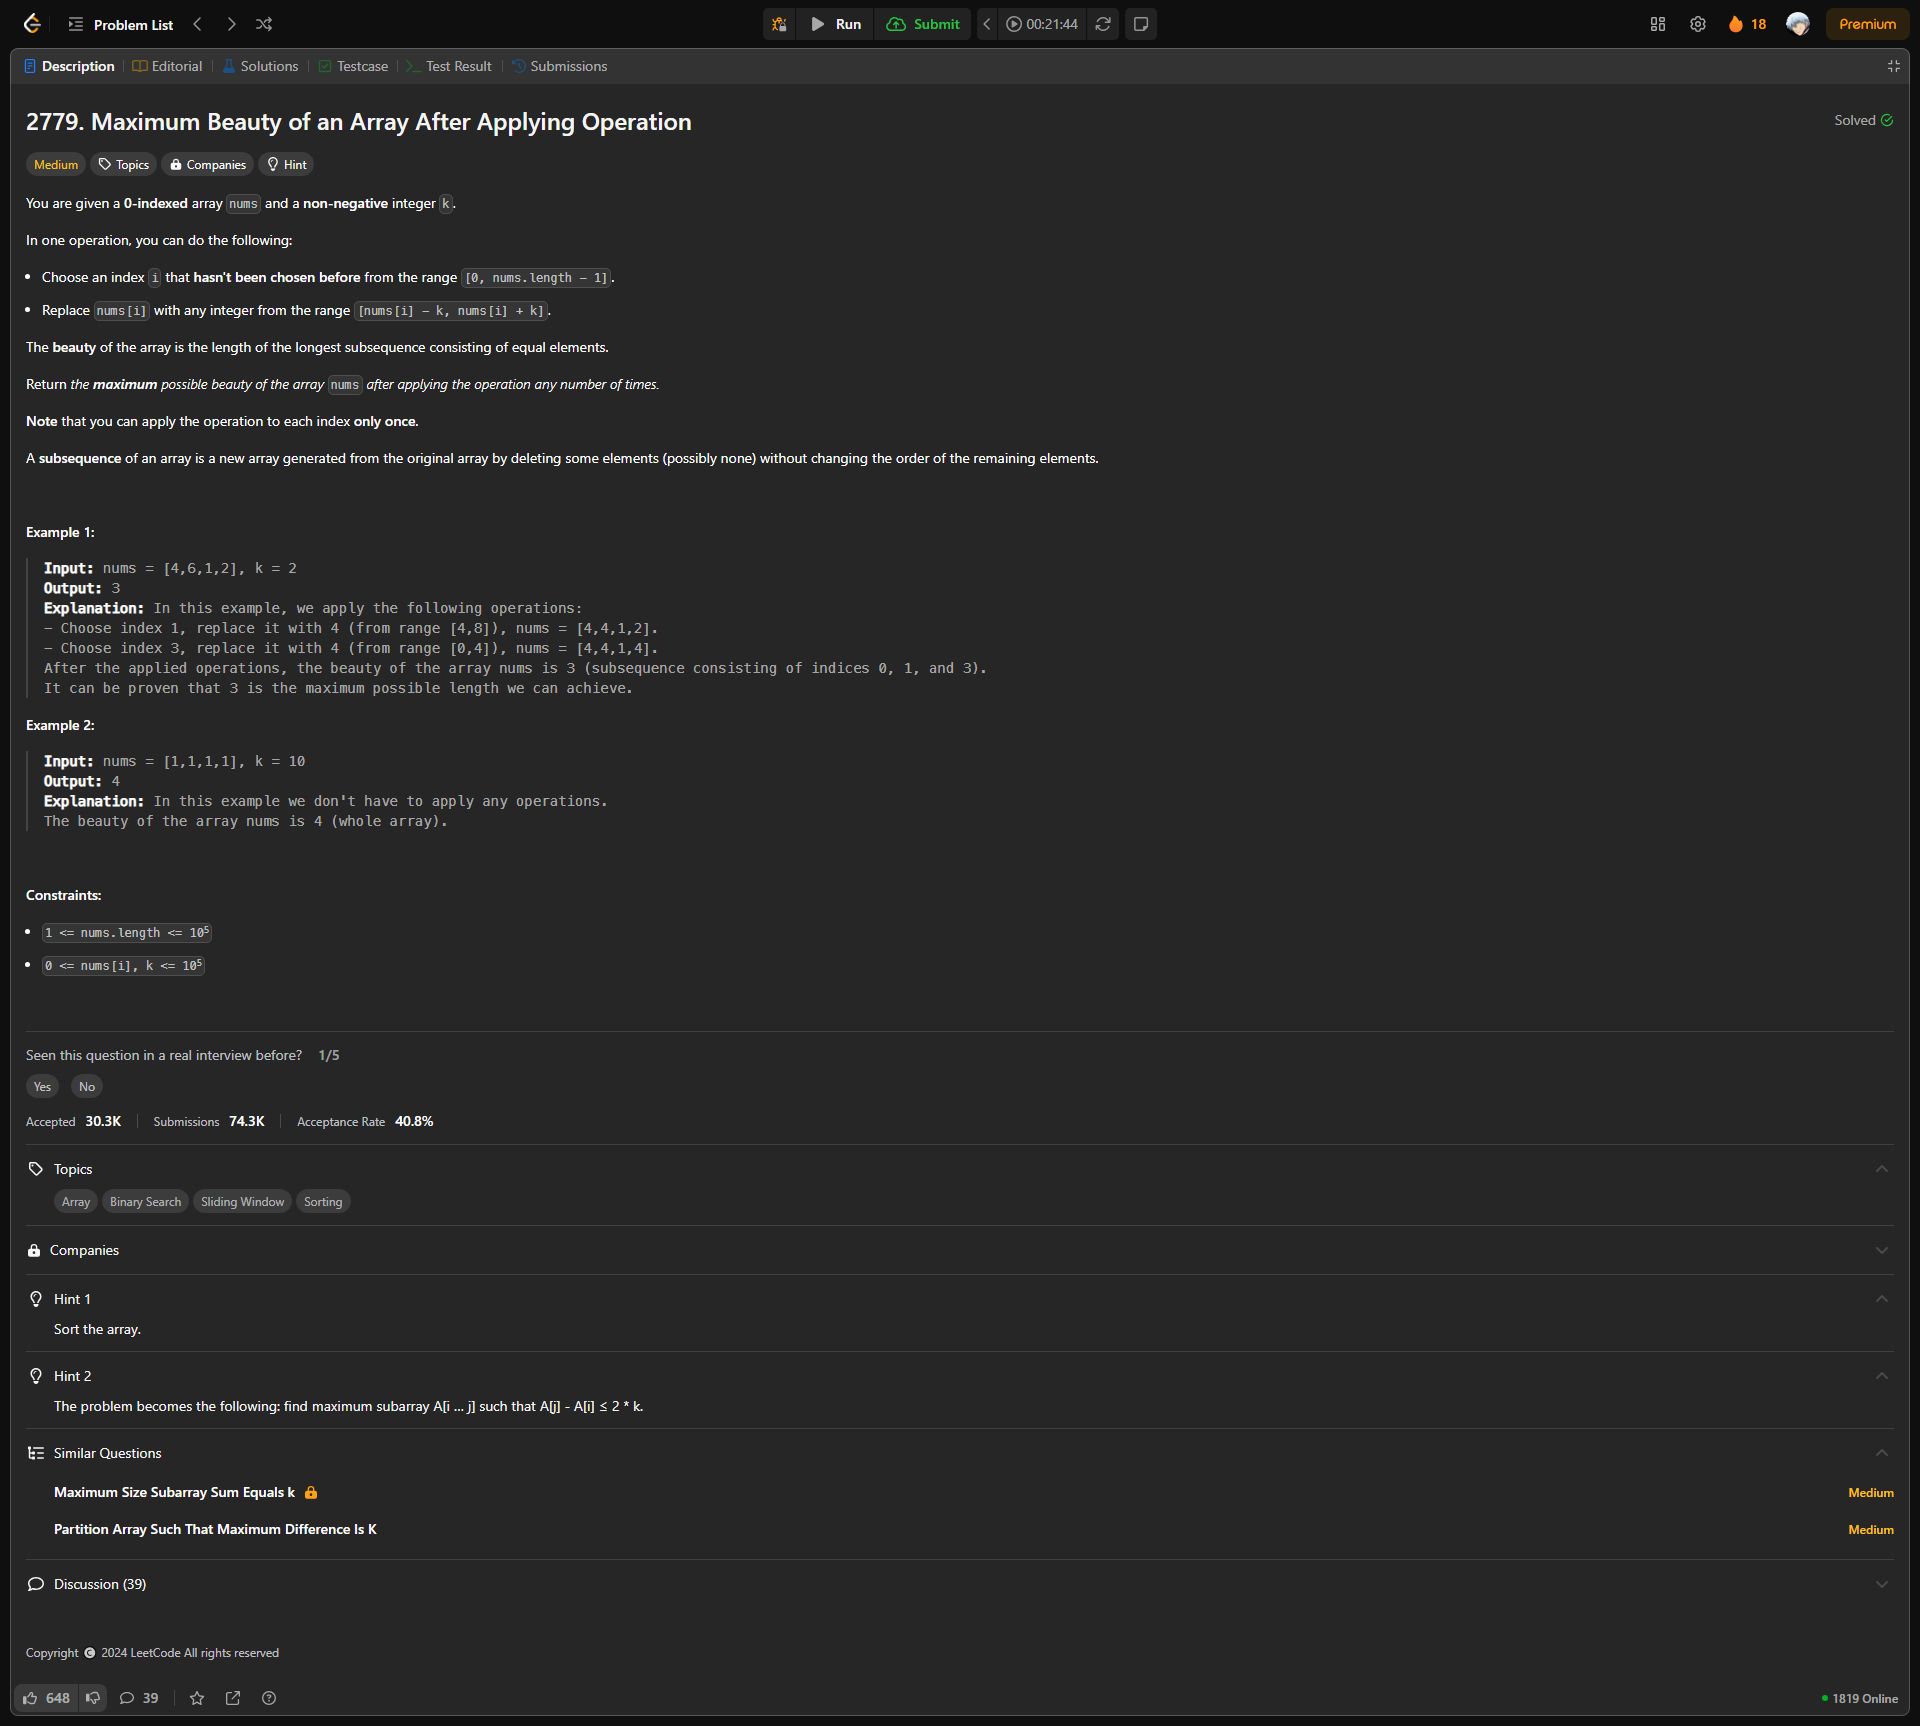 Problem List
Run
Submit
00:21:44
18
Premium
Description
Editorial
Solutions
Testcase
Test Result
Submissions
2779. Maximum Beauty of an Array After Applying Operation
Solved
Medium
Topics
Companies
Hint
You are given a 0-indexed array nums and a non-negative integer k.
In one operation, you can do the following:
• Choose an index i that hasn't been chosen before from the range [0, nums.length - 1].
• Replace nums[i] with any integer from the range [nums[i] - k, nums[i] + k].
The beauty of the array is the length of the longest subsequence consisting of equal elements.
Return the maximum possible beauty of the array nums after applying the operation any number of times.
Note that you can apply the operation to each index only once.
A subsequence of an array is a new array generated from the original array by deleting some elements (possibly none) without changing the order of the remaining elements.
Example 1:
Input: nums = [4,6,1,2], k = 2
Output: 3
Explanation: In this example, we apply the following operations:
- Choose index 1, replace it with 4 (from range [4,8]), nums = [4,4,1,2].
- Choose index 3, replace it with 4 (from range [0,4]), nums = [4,4,1,4].
After the applied operations, the beauty of the array nums is 3 (subsequence consisting of indices 0, 1, and 3).
It can be proven that 3 is the maximum possible length we can achieve.
Example 2:
Input: nums = [1,1,1,1], k = 10
Output: 4
Explanation: In this example we don't have to apply any operations.
The beauty of the array nums is 4 (whole array).
Constraints:
• 1 <= nums.length <= 10⁵
• 0 <= nums[i], k <= 10⁵
Seen this question in a real interview before? 1/5
Yes
No
Accepted 30.3K
Submissions 74.3K
Acceptance Rate 40.8%
Topics
Array
Binary Search
Sliding Window
Sorting
Companies
Hint 1
Sort the array.
Hint 2
The problem becomes the following: find maximum subarray A[i ... j] such that A[j] - A[i] ≤ 2 * k.
Similar Questions
Maximum Size Subarray Sum Equals k
Medium
Partition Array Such That Maximum Difference Is K
Medium
Discussion (39)
Copyright © 2024 LeetCode All rights reserved
648
39
1819 Online